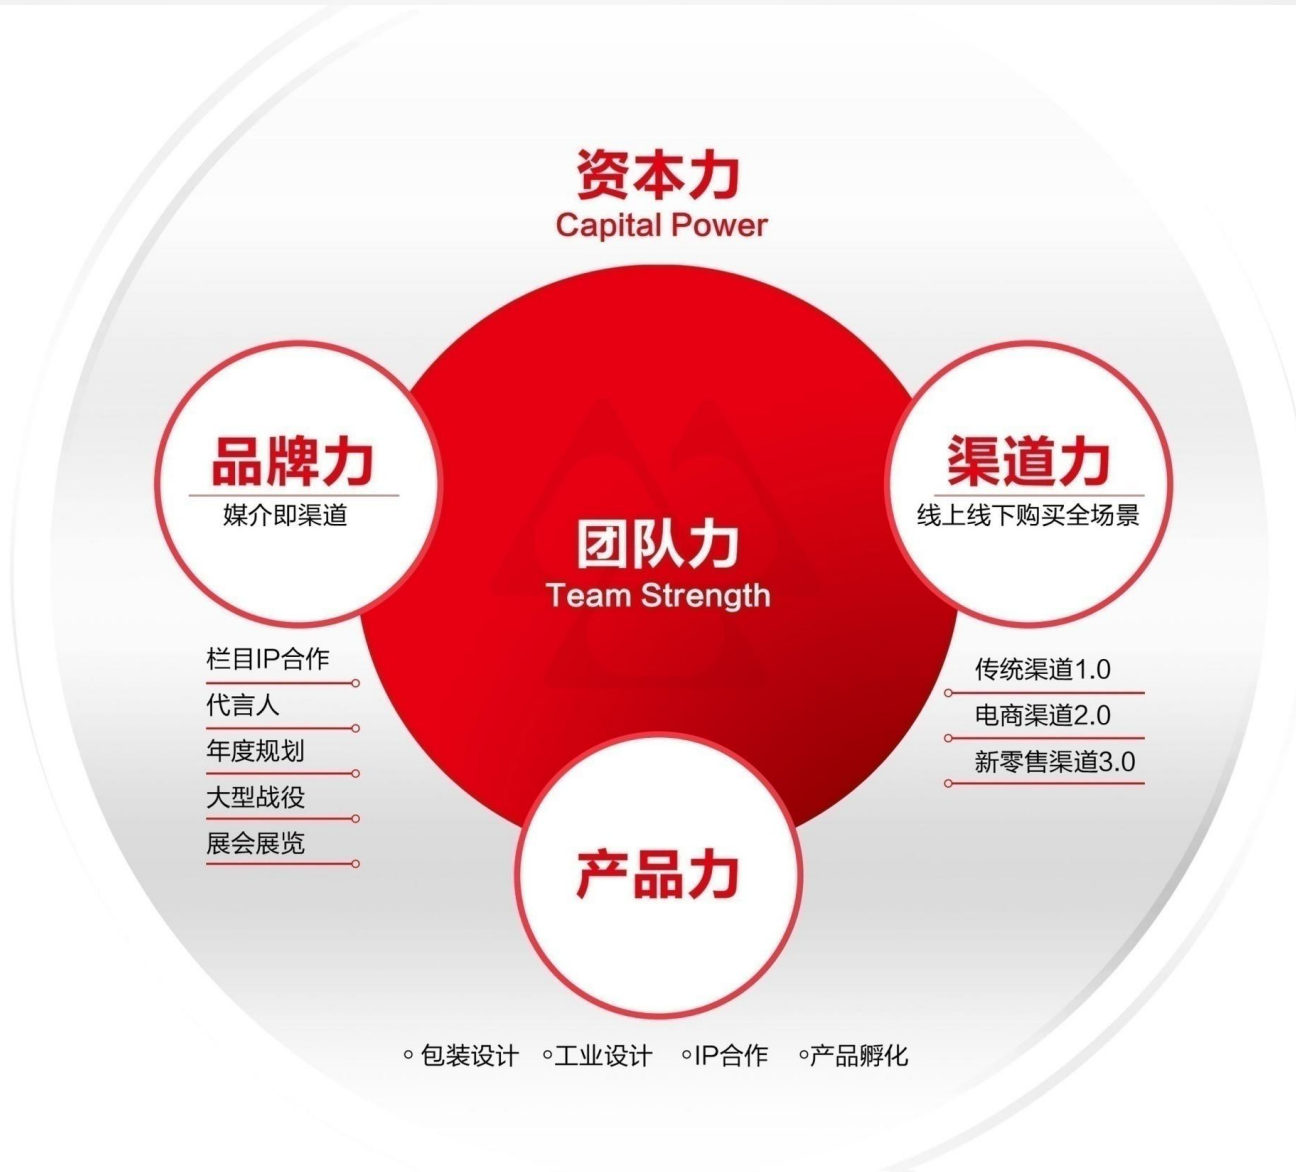 资本力
Capital Power
品牌力
媒介即渠道
渠道力
线上线下购买全场景
团队力
Team Strength
栏目IP合作
代言人
年度规划
大型战役
展会展览
传统渠道1.0
电商渠道2.0
新零售渠道3.0
产品力
包装设计 工业设计 IP合作 产品孵化